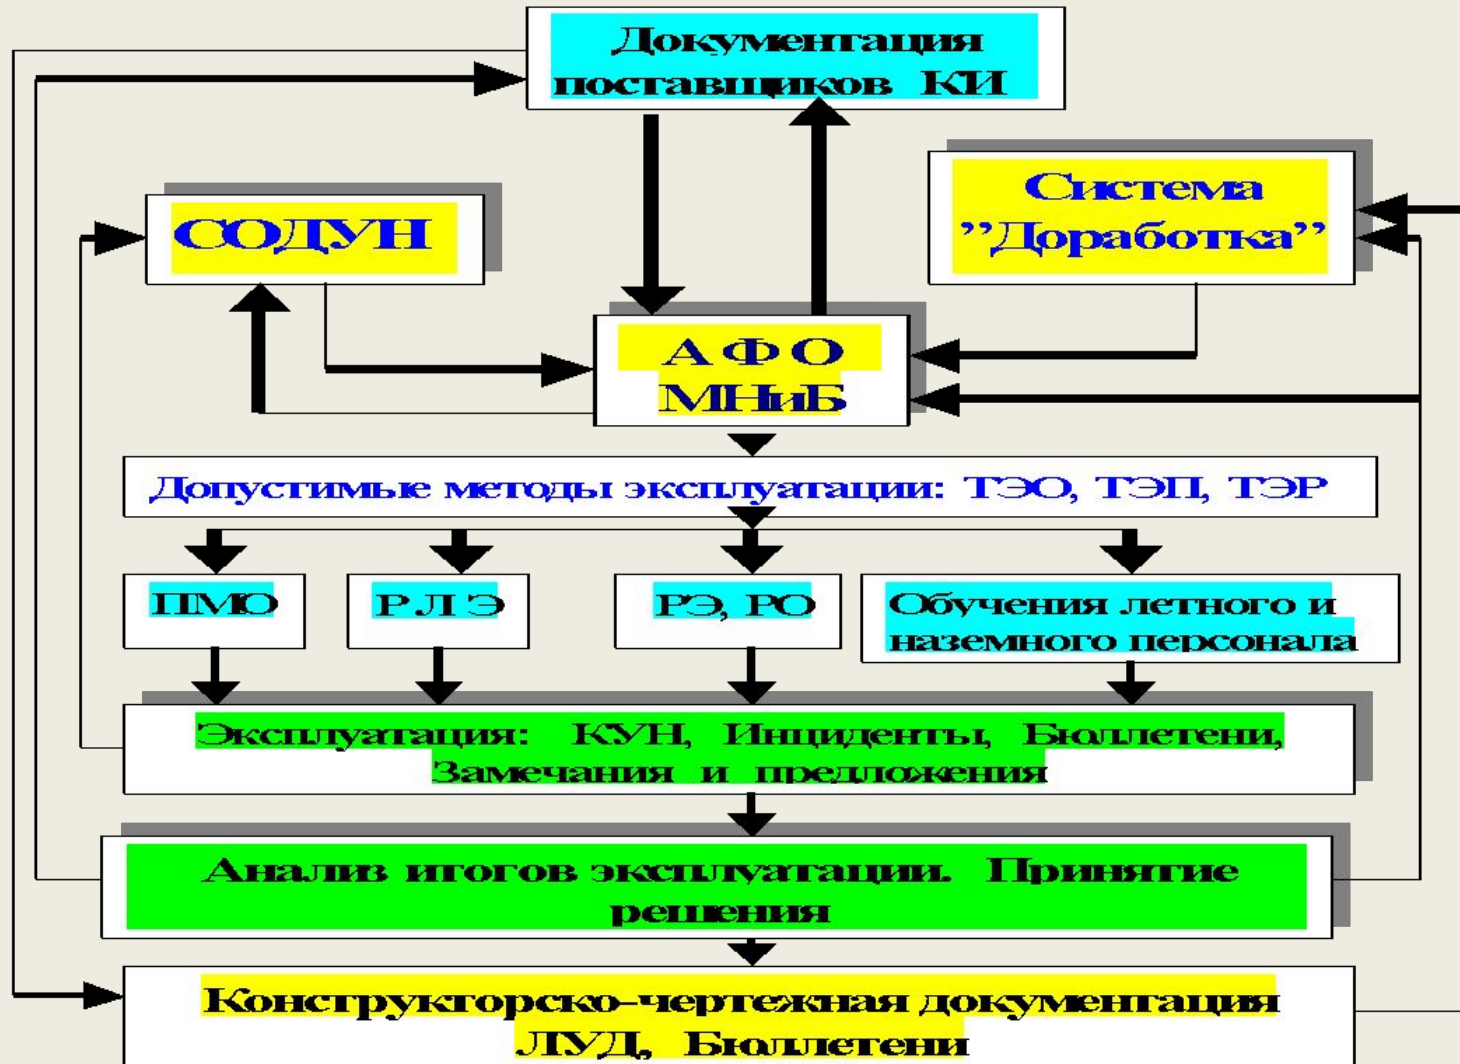 Документация
поставщиков КИ
Система
”Доработка”
СОДУН
А Ф О
МНиБ
Допустимые методы эксплуатации: ТЭО, ТЭП, ТЭР
ПМО
Р Л Э
РЭ, РО
Обучения летного и
наземного персонала
Эксплуатация: КУН, Инциденты, Бюллетени,
Замечания и предложения
Анализ итогов эксплуатации. Принятие
решения
Конструкторско-чертежная документация
ЛУД, Бюллетени